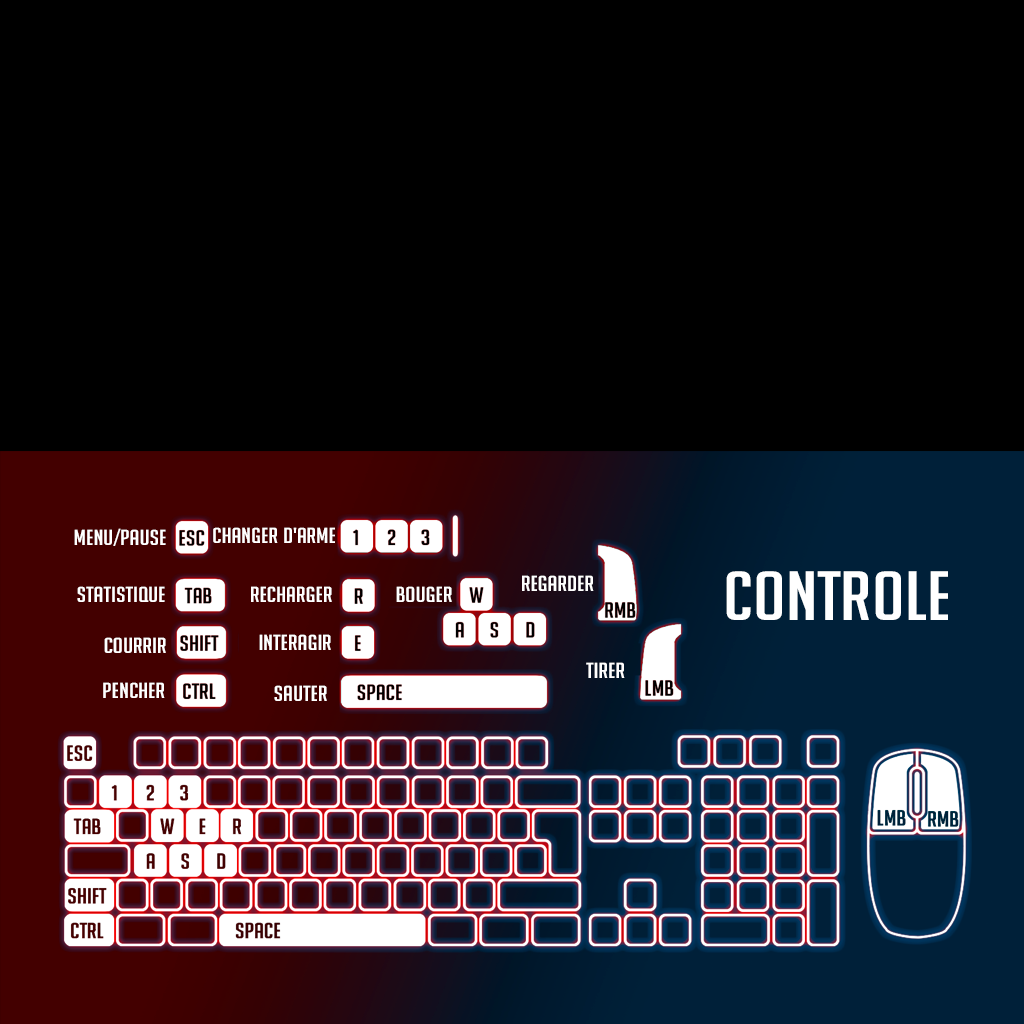 MENU/PAUSE ESC CHANGER D'ARME 1 2 3
STATISTIQUE TAB RECHARGER R BOUGER W REGARDER RMB CONTROLE
A S D
COURRIR SHIFT INTERAGIR E
TIRER LMB
PENCHER CTRL SAUTER SPACE
ESC
1 2 3
TAB W E R LMB RMB
A S D
SHIFT
CTRL SPACE